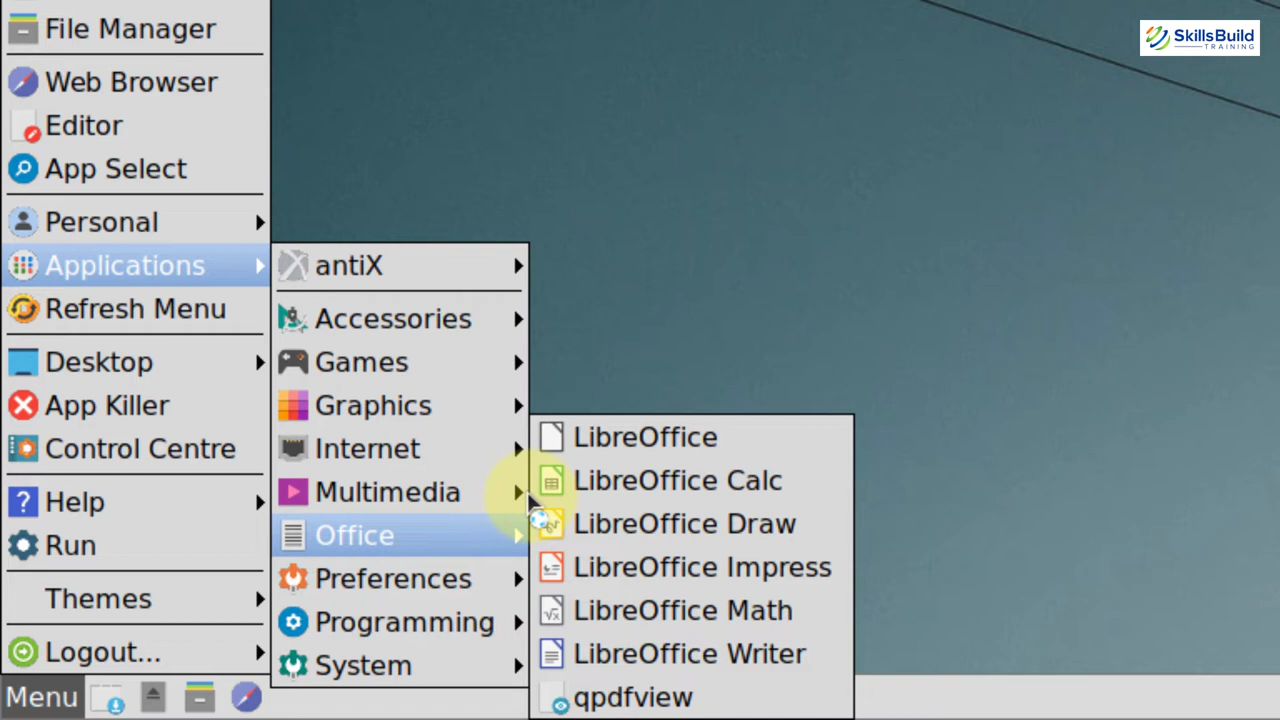 File Manager
Web Browser
Editor
App Select
Personal
Applications
Refresh Menu
Desktop
App Killer
Control Centre
Help
Run
Themes
Logout...
Menu
antiX
Accessories
Games
Graphics
Internet
Multimedia
Office
Preferences
Programming
System
LibreOffice
LibreOffice Calc
LibreOffice Draw
LibreOffice Impress
LibreOffice Math
LibreOffice Writer
qpdfview
SkillsBuild
TRAINING